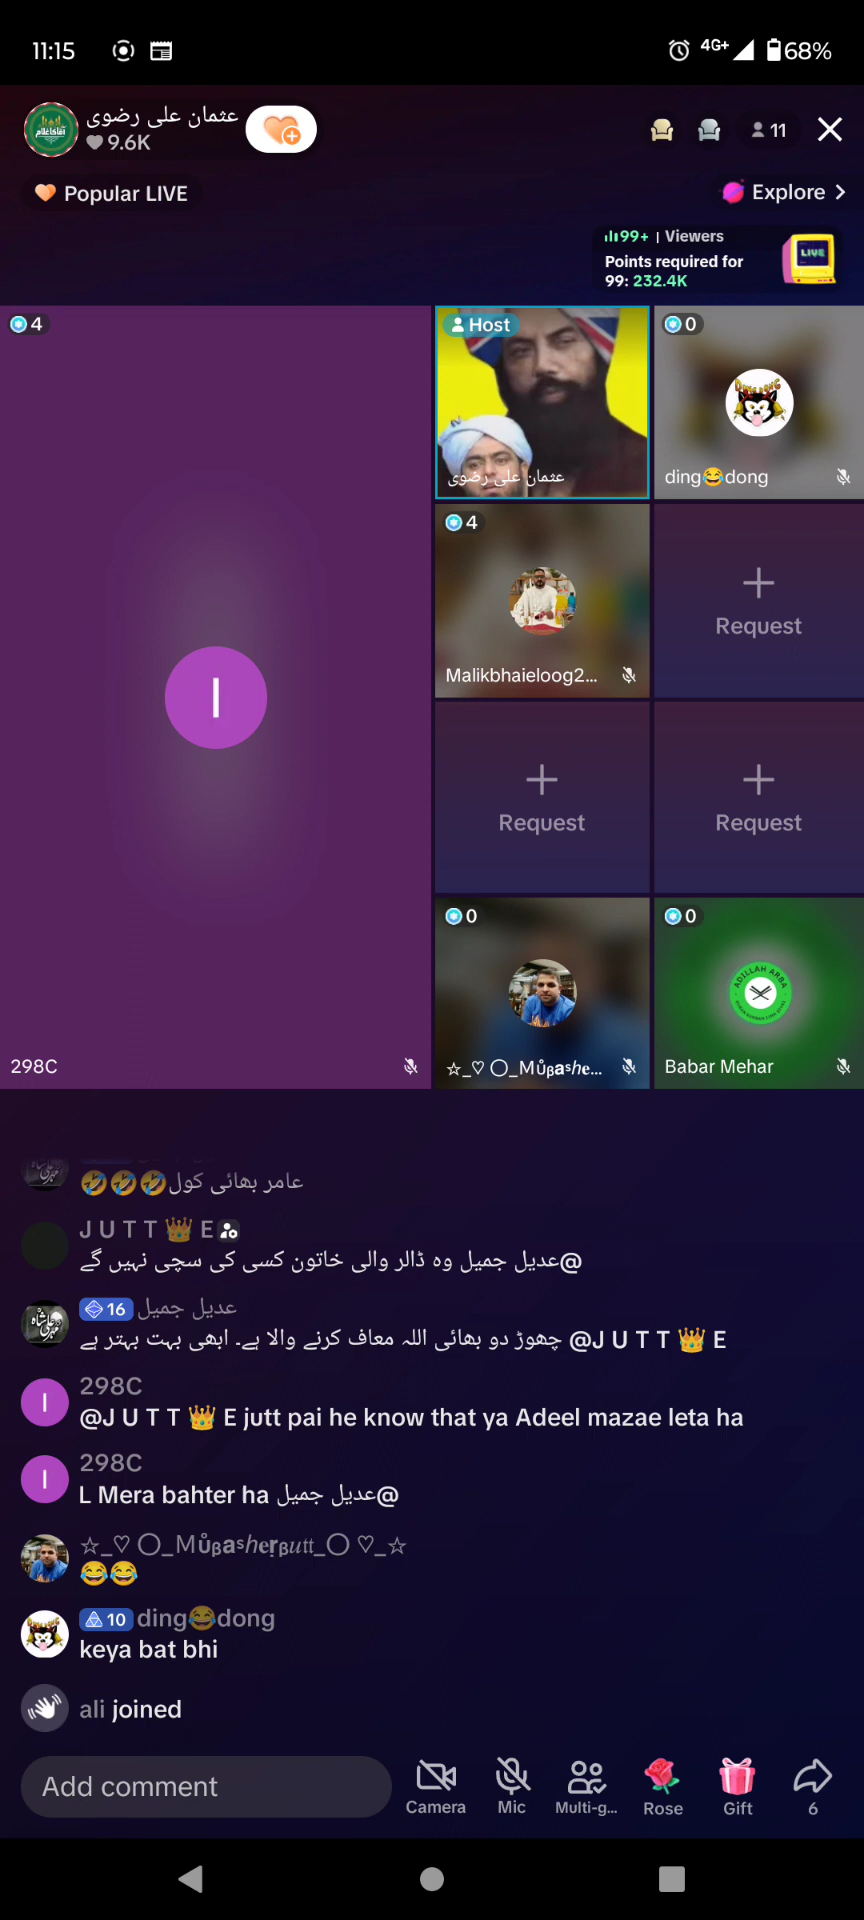 11:15
4G+
68%
عثمان علی رضوی
9.6K
11
Popular LIVE
Explore
99+ | Viewers
Points required for
99: 232.4K
LIVE
4
I
298C
Host
عثمان علی رضوی
0
ding😂dong
4
Malikbhaieloog2...
+
Request
+
Request
+
Request
0
☆_♡ ◯_Můᵦaˢℎe...
0
ADILLAH ARBA
Babar Mehar
عامر بھائی کول🤣🤣🤣
J U T T 👑 E
@عدیل جمیل وہ ڈالر والی خاتون کسی کی سچی نہیں گے
16 عدیل جمیل
@J U T T 👑 E چھوڑ دو بھائی اللہ معاف کرنے والا ہے۔ ابھی بہت بہتر ہے
298C
@J U T T 👑 E jutt pai he know that ya Adeel mazae leta ha
298C
L Mera bahter ha عدیل جمیل@
☆_♡ ◯_Můᵦaˢℎeṛᵦutt_◯ ♡_☆
😂😂
10 ding😂dong
keya bat bhi
ali joined
Add comment
Camera
Mic
Multi-g...
Rose
Gift
6